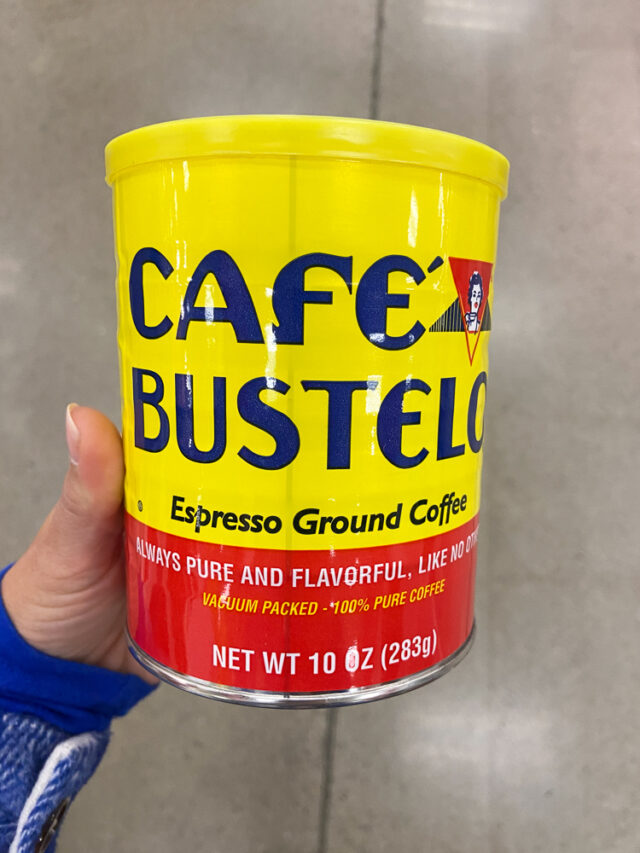 CAFÉ
BUSTELO
®
Espresso Ground Coffee
ALWAYS PURE AND FLAVORFUL, LIKE NO
VACUUM PACKED - 100% PURE COFFEE
NET WT 10 OZ (283g)